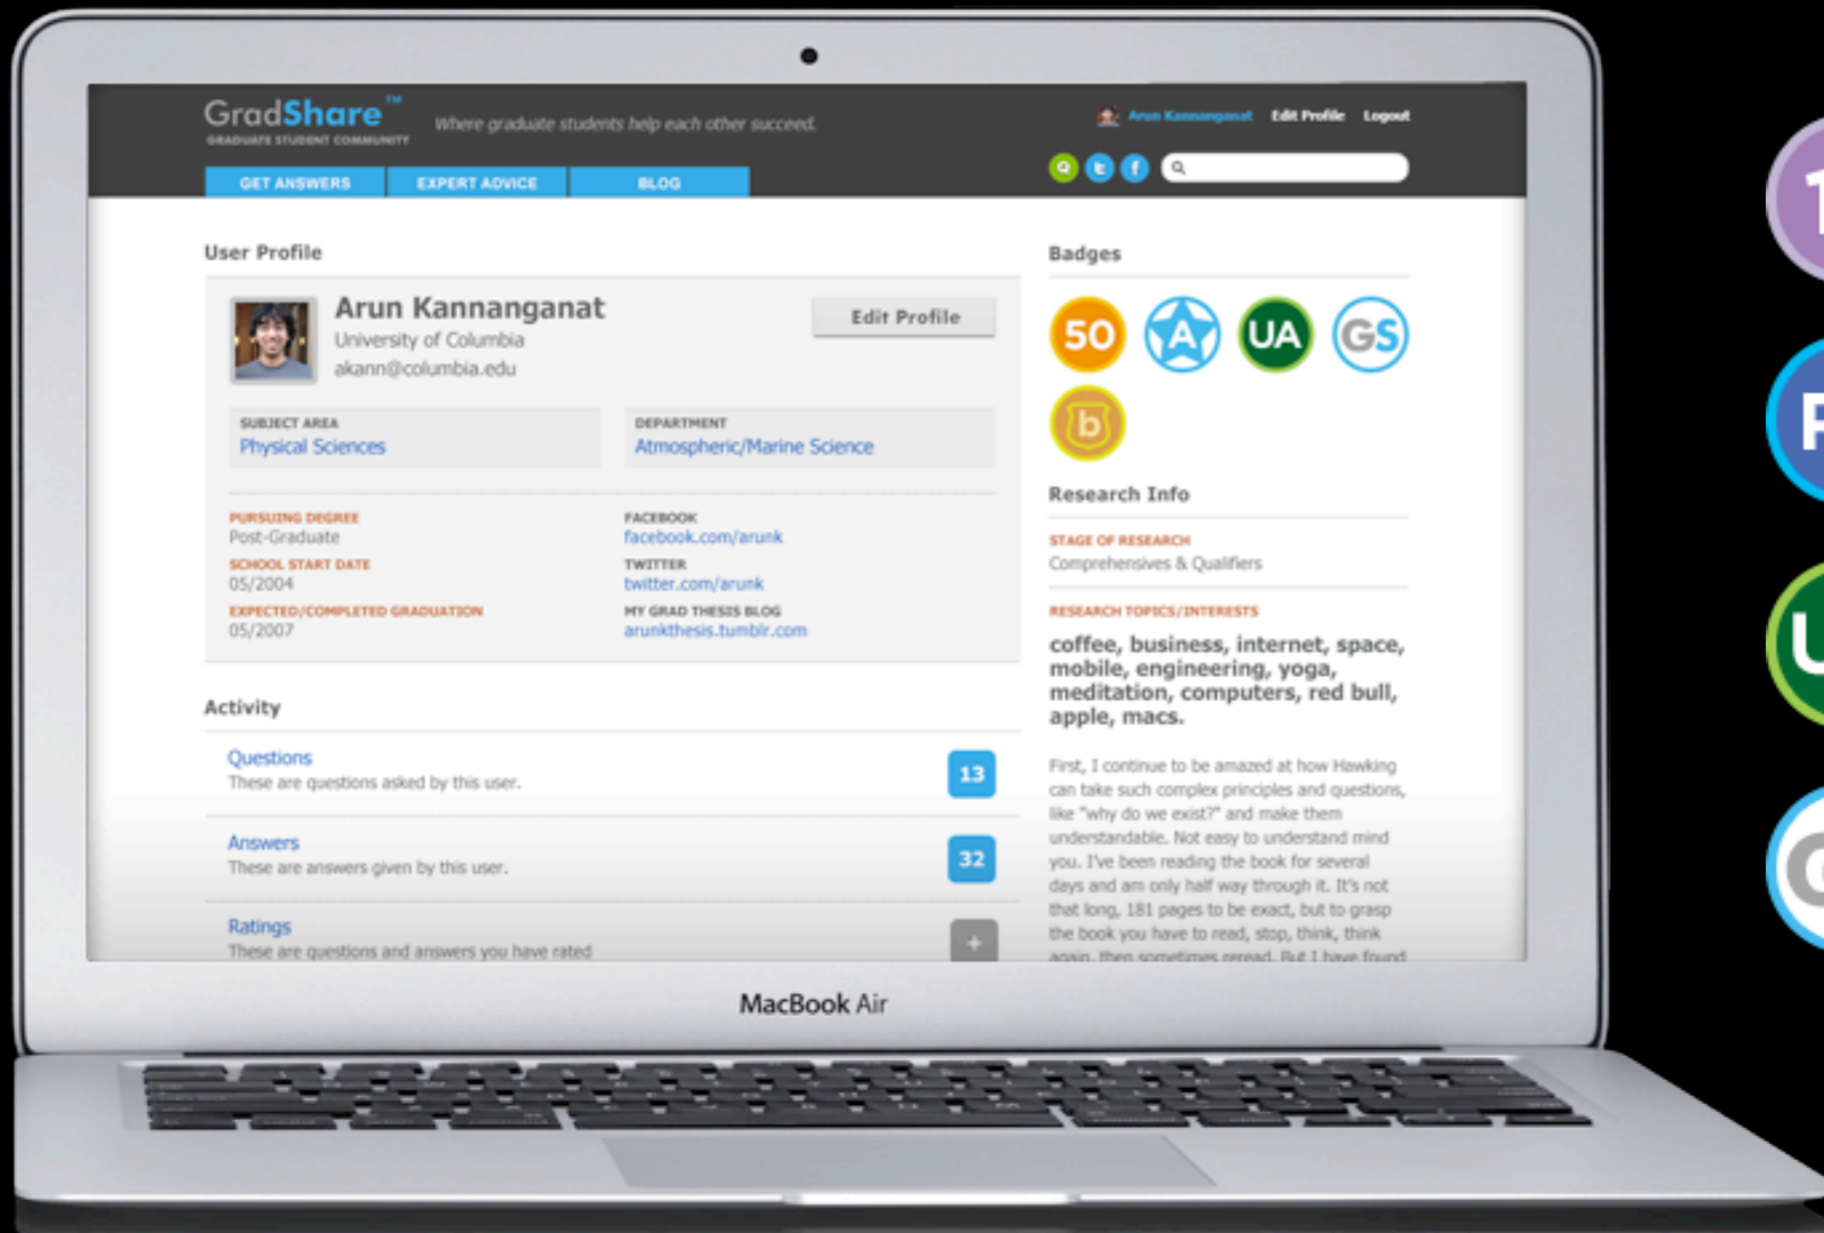 GradShare™
GRADUATE STUDENT COMMUNITY
Where graduate students help each other succeed.
Arun Kannanganat Edit Profile Logout
GET ANSWERS EXPERT ADVICE BLOG
User Profile
Arun Kannanganat
University of Columbia
akann@columbia.edu
Edit Profile
SUBJECT AREA
Physical Sciences
DEPARTMENT
Atmospheric/Marine Science
PURSUING DEGREE
Post-Graduate
SCHOOL START DATE
05/2004
EXPECTED/COMPLETED GRADUATION
05/2007
FACEBOOK
facebook.com/arunk
TWITTER
twitter.com/arunk
MY GRAD THESIS BLOG
arunkthesis.tumblr.com
Activity
Questions
These are questions asked by this user.
13
Answers
These are answers given by this user.
32
Ratings
These are questions and answers you have rated
+
Badges
50 A UA GS
b
Research Info
STAGE OF RESEARCH
Comprehensives & Qualifiers
RESEARCH TOPICS/INTERESTS
coffee, business, internet, space,
mobile, engineering, yoga,
meditation, computers, red bull,
apple, macs.
First, I continue to be amazed at how Hawking
can take such complex principles and questions,
like "why do we exist?" and make them
understandable. Not easy to understand mind
you. I've been reading the book for several
days and am only half way through it. It's not
that long, 181 pages to be exact, but to grasp
the book you have to read, stop, think, think
again, then sometimes reread. But I have found
MacBook Air